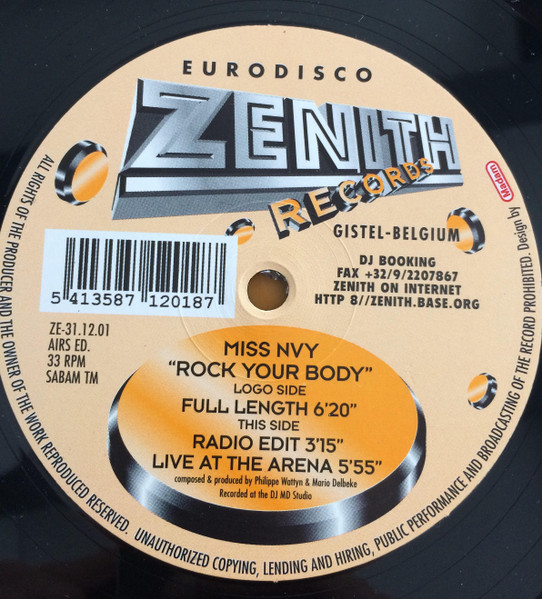 EURODISCO
ZENITH
RECORDS
GISTEL-BELGIUM
DJ BOOKING
FAX +32/9/2207867
ZENITH ON INTERNET
HTTP 8//ZENITH.BASE.ORG
5 413587 120187
ZE-31.12.01
AIRS ED.
33 RPM
SABAM TM
MISS NVY
"ROCK YOUR BODY"
LOGO SIDE
FULL LENGTH 6'20"
THIS SIDE
RADIO EDIT 3'15"
LIVE AT THE ARENA 5'55"
composed & produced by Philippe Wattyn & Mario Delbeke
Recorded at the DJ MD Studio
ALL RIGHTS OF THE PRODUCER AND THE OWNER OF THE WORK REPRODUCED RESERVED. UNAUTHORIZED COPYING, LENDING AND HIRING, PUBLIC PERFORMANCE AND BROADCASTING OF THE RECORD PROHIBITED. Design by Madam